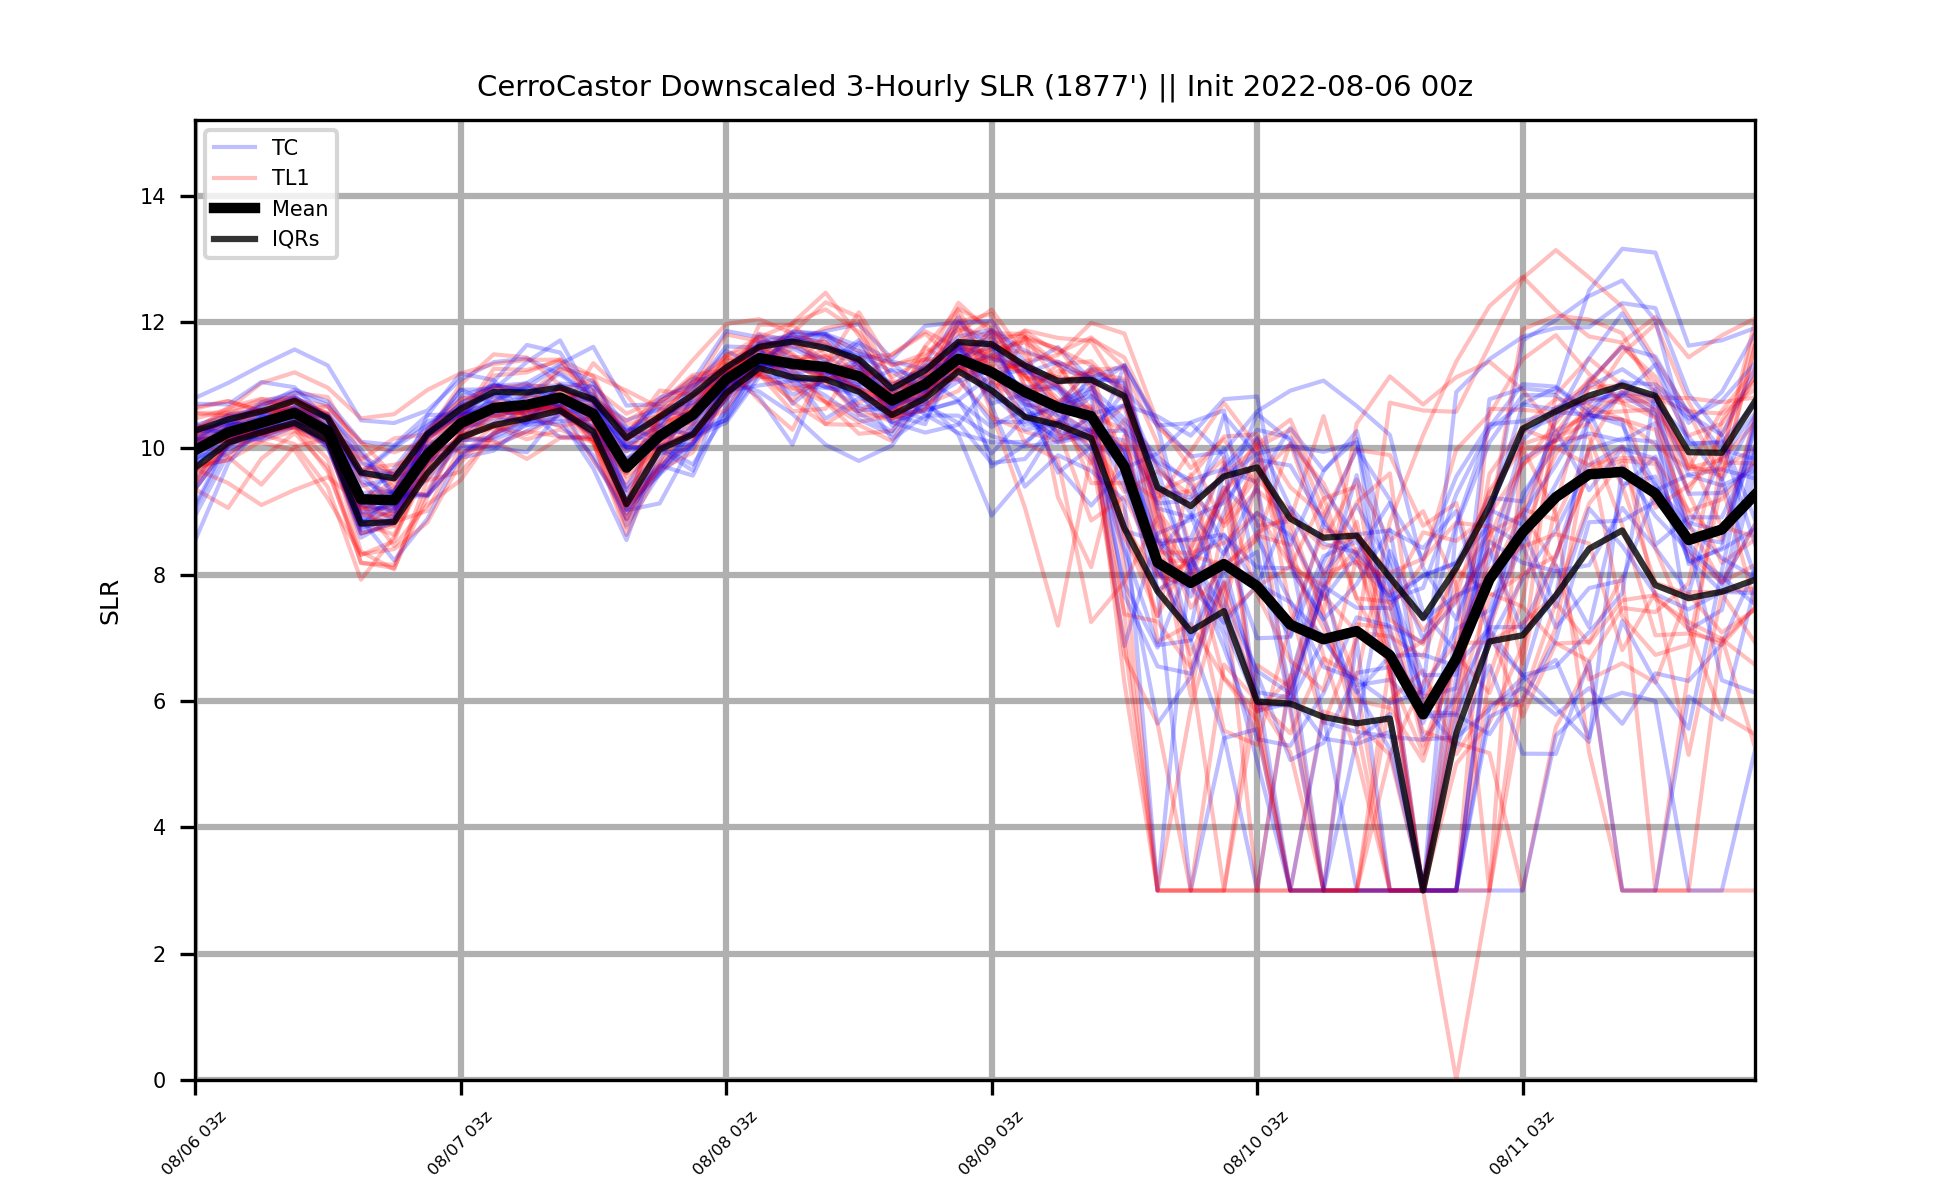 CerroCastor Downscaled 3-Hourly SLR (1877') || Init 2022-08-06 00z
TC
TL1
Mean
IQRs
SLR
14
12
10
8
6
4
2
0
08/06 03z
08/07 03z
08/08 03z
08/09 03z
08/10 03z
08/11 03z